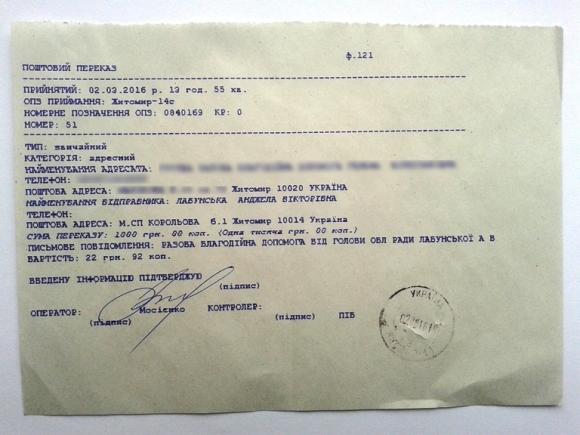 ф.121
ПОШТОВИЙ ПЕРЕКАЗ
ПРИЙНЯТИЙ: 02.03.2016 р. 13 год. 55 хв.
ОПЗ ПРИЙМАННЯ: Житомир-14с
НОМЕРНЕ ПОЗНАЧЕННЯ ОПЗ: 0840169 КР: 0
НОМЕР: 51
ТИП: звичайний
КАТЕГОРІЯ: адресний
НАЙМЕНУВАННЯ АДРЕСАТА:
ТЕЛЕФОН:
ПОШТОВА АДРЕСА: Житомир 10020 УКРАЇНА
НАЙМЕНУВАННЯ ВІДПРАВНИКА: ЛАБУНСЬКА АНДЖЕЛА ВІКТОРІВНА
ТЕЛЕФОН:
ПОШТОВА АДРЕСА: М.СП КОРОЛЬОВА б.1 Житомир 10014 Україна
СУМА ПЕРЕКАЗУ: 1000 грн. 00 коп. (Одна тисяча грн. 00 коп.)
ПИСЬМОВЕ ПОВІДОМЛЕННЯ: РАЗОВА БЛАГОДІЙНА ДОПОМОГА ВІД ГОЛОВИ ОБЛ РАДИ ЛАБУНСЬКОЇ А В
ВАРТІСТЬ: 22 грн. 92 коп.
ВВЕДЕНУ ІНФОРМАЦІЮ ПІДТВЕРДЖУЮ
(підпис)
ОПЕРАТОР: Мосієнко КОНТРОЛЕР: ПІБ
(підпис) (підпис)
УКРАЇНА